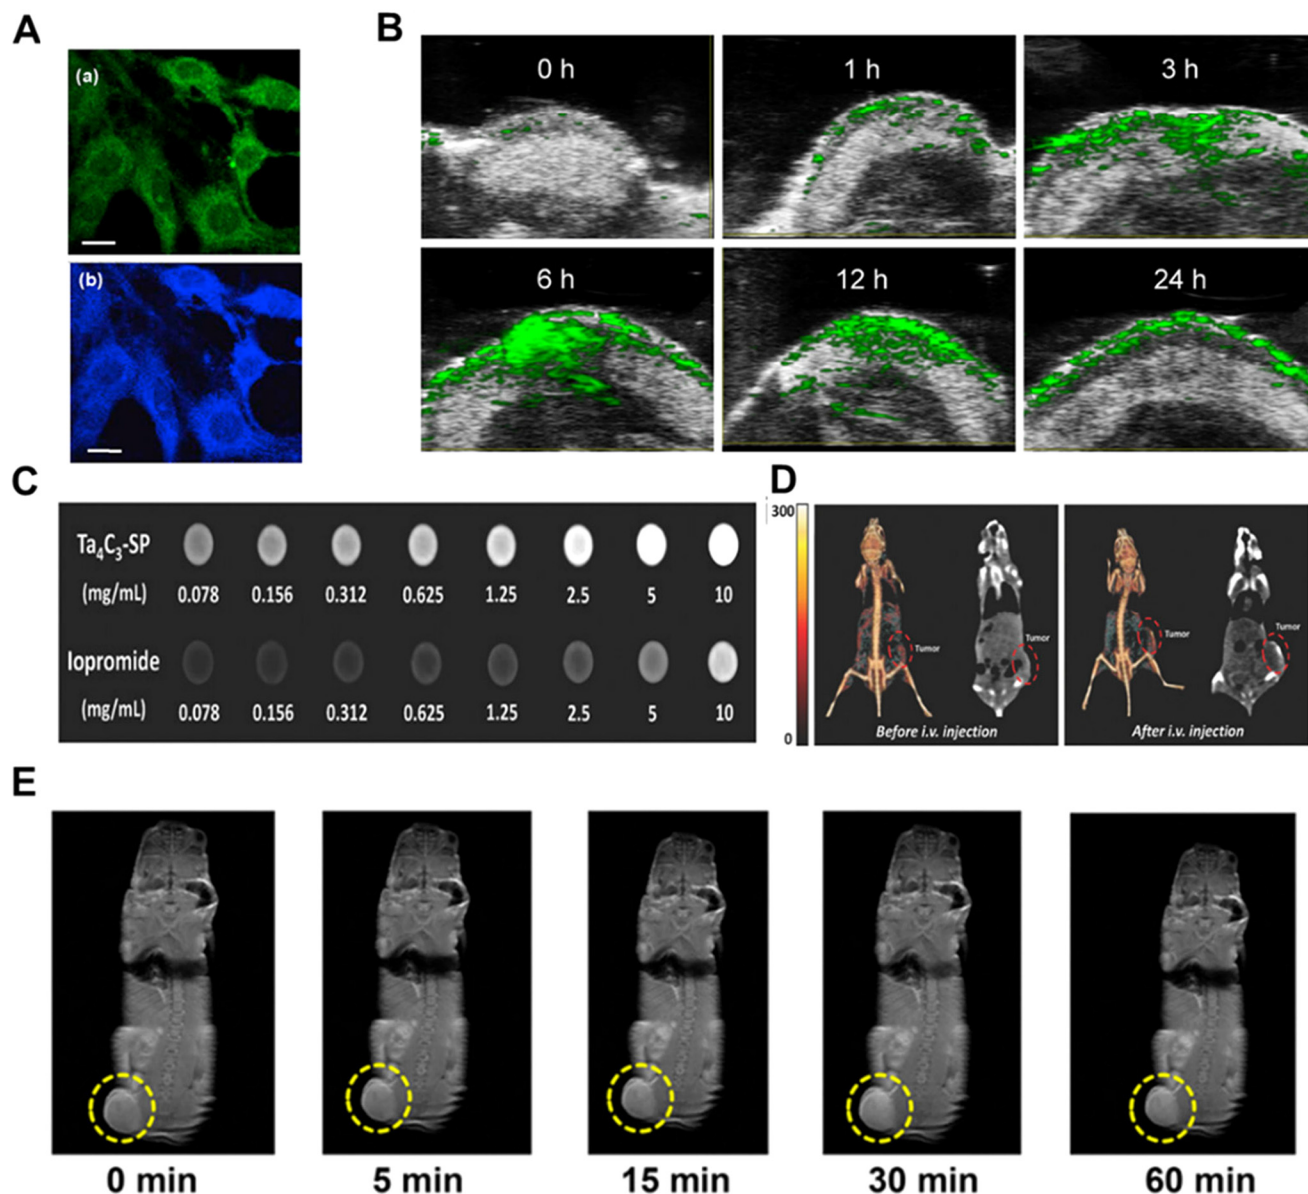 A
(a)
(b)
B
0 h
1 h
3 h
6 h
12 h
24 h
C
Ta₄C₃-SP
(mg/mL) 0.078 0.156 0.312 0.625 1.25 2.5 5 10
Iopromide
(mg/mL) 0.078 0.156 0.312 0.625 1.25 2.5 5 10
D
300
0
Tumor
Tumor
Before i.v. injection
Tumor
Tumor
After i.v. injection
E
0 min
5 min
15 min
30 min
60 min